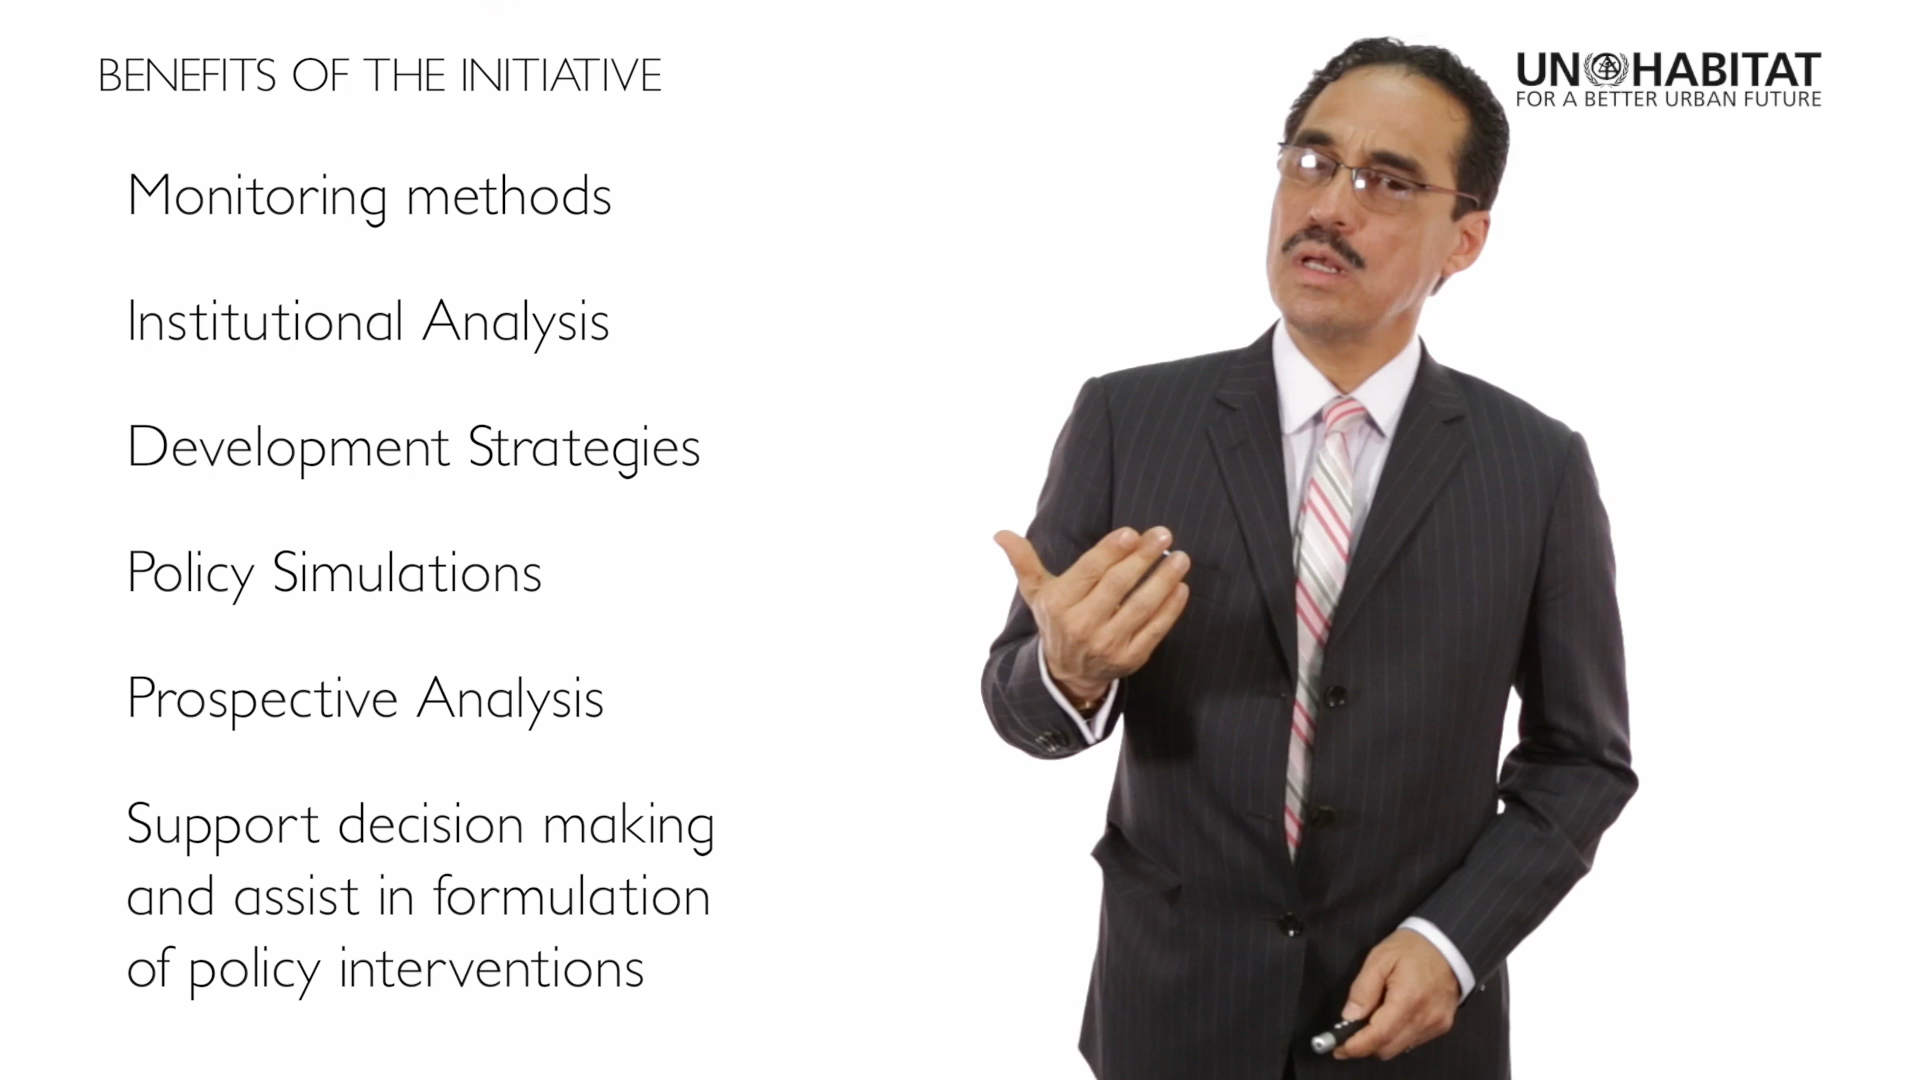 BENEFITS OF THE INITIATIVE
UN HABITAT
FOR A BETTER URBAN FUTURE
Monitoring methods
Institutional Analysis
Development Strategies
Policy Simulations
Prospective Analysis
Support decision making
and assist in formulation
of policy interventions